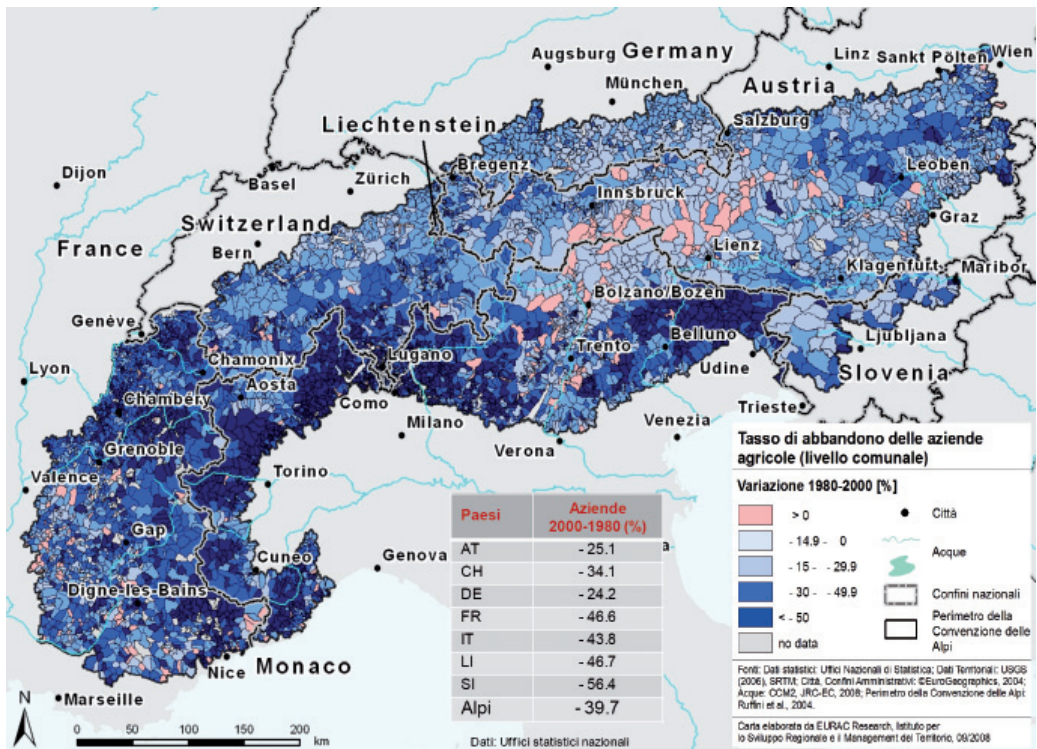 Augsburg Germany
Linz Sankt Pölten Wien
München
Austria
Liechtenstein
Salzburg
Dijon
Basel
Zürich
Bregenz
Innsbruck
Leoben
Switzerland
Graz
France
Bern
Lienz
Klagenfurt Maribor
Bolzano/Bozen
Genève
Belluno
Ljubljana
Lugano
Trento
Lyon
Chamonix
Slovenia
Aosta
Udine
Chambéry
Como
Trieste
Milano
Venezia
Grenoble
Verona
Valence
Torino
Gap
Genova
Cuneo
Digne-les-Bains
Nice Monaco
Marseille
N
0 50 100 150 200
km
Paesi Aziende
2000-1980 (%)
AT - 25.1
CH - 34.1
DE - 24.2
FR - 46.6
IT - 43.8
LI - 46.7
SI - 56.4
Alpi - 39.7
Dati: Uffici statistici nazionali
Tasso di abbandono delle aziende
agricole (livello comunale)
Variazione 1980-2000 [%]
> 0
- 14.9 - 0
- 15 - - 29.9
- 30 - - 49.9
< - 50
no data
Città
Acque
Confini nazionali
Perimetro della
Convenzione delle
Alpi
Fonti: Dati statistici: Uffici Nazionali di Statistica; Dati Territoriali: USGS
(2006), SRTM; Città, Confini Amministrativi: ©EuroGeographics, 2004;
Acque: CCM2, JRC-EC, 2008; Perimetro della Convenzione delle Alpi:
Ruffini et al., 2004.
Carta elaborata da EURAC Research, Istituto per
lo Sviluppo Regionale e il Management del Territorio, 09/2008